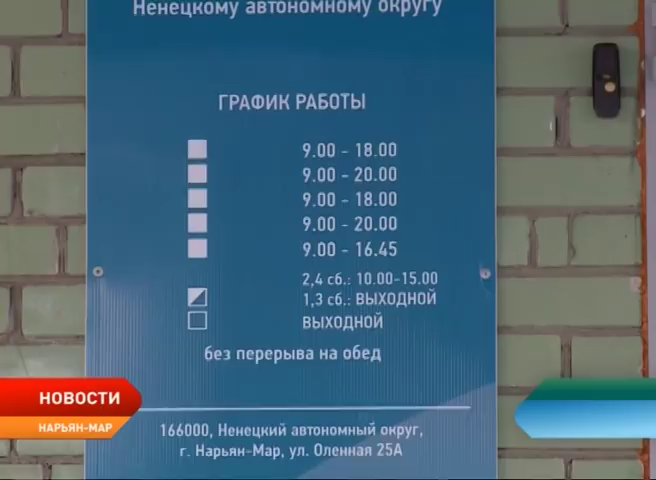 Ненецкому автономному округу
ГРАФИК РАБОТЫ
9.00 - 18.00
9.00 - 20.00
9.00 - 18.00
9.00 - 20.00
9.00 - 16.45
2,4 сб.: 10.00-15.00
1,3 сб.: ВЫХОДНОЙ
ВЫХОДНОЙ
без перерыва на обед
166000, Ненецкий автономный округ,
г. Нарьян-Мар, ул. Оленная 25А
НОВОСТИ
НАРЬЯН-МАР